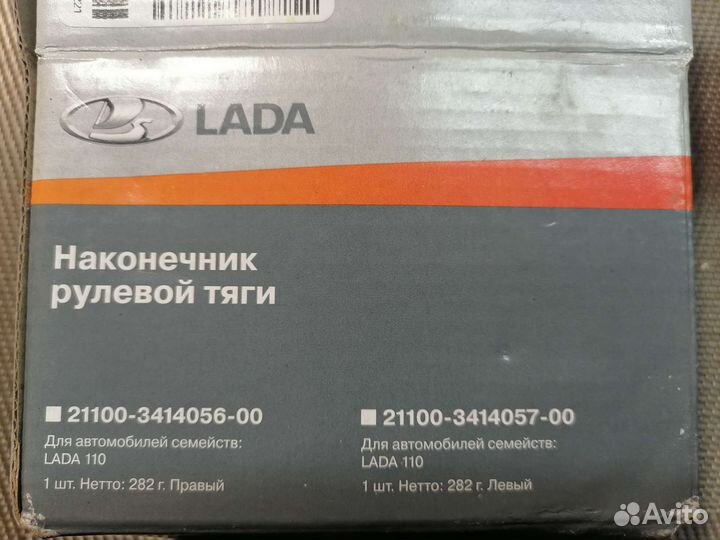 21
LADA
Наконечник
рулевой тяги
21100-3414056-00
Для автомобилей семейств:
LADA 110
1 шт. Нетто: 282 г. Правый
21100-3414057-00
Для автомобилей семейств:
LADA 110
1 шт. Нетто: 282 г. Левый
Avito